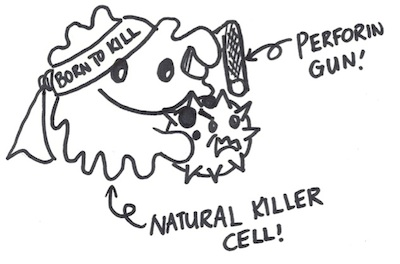 BORN TO KILL
PERFORIN
GUN!
NATURAL KILLER
CELL!